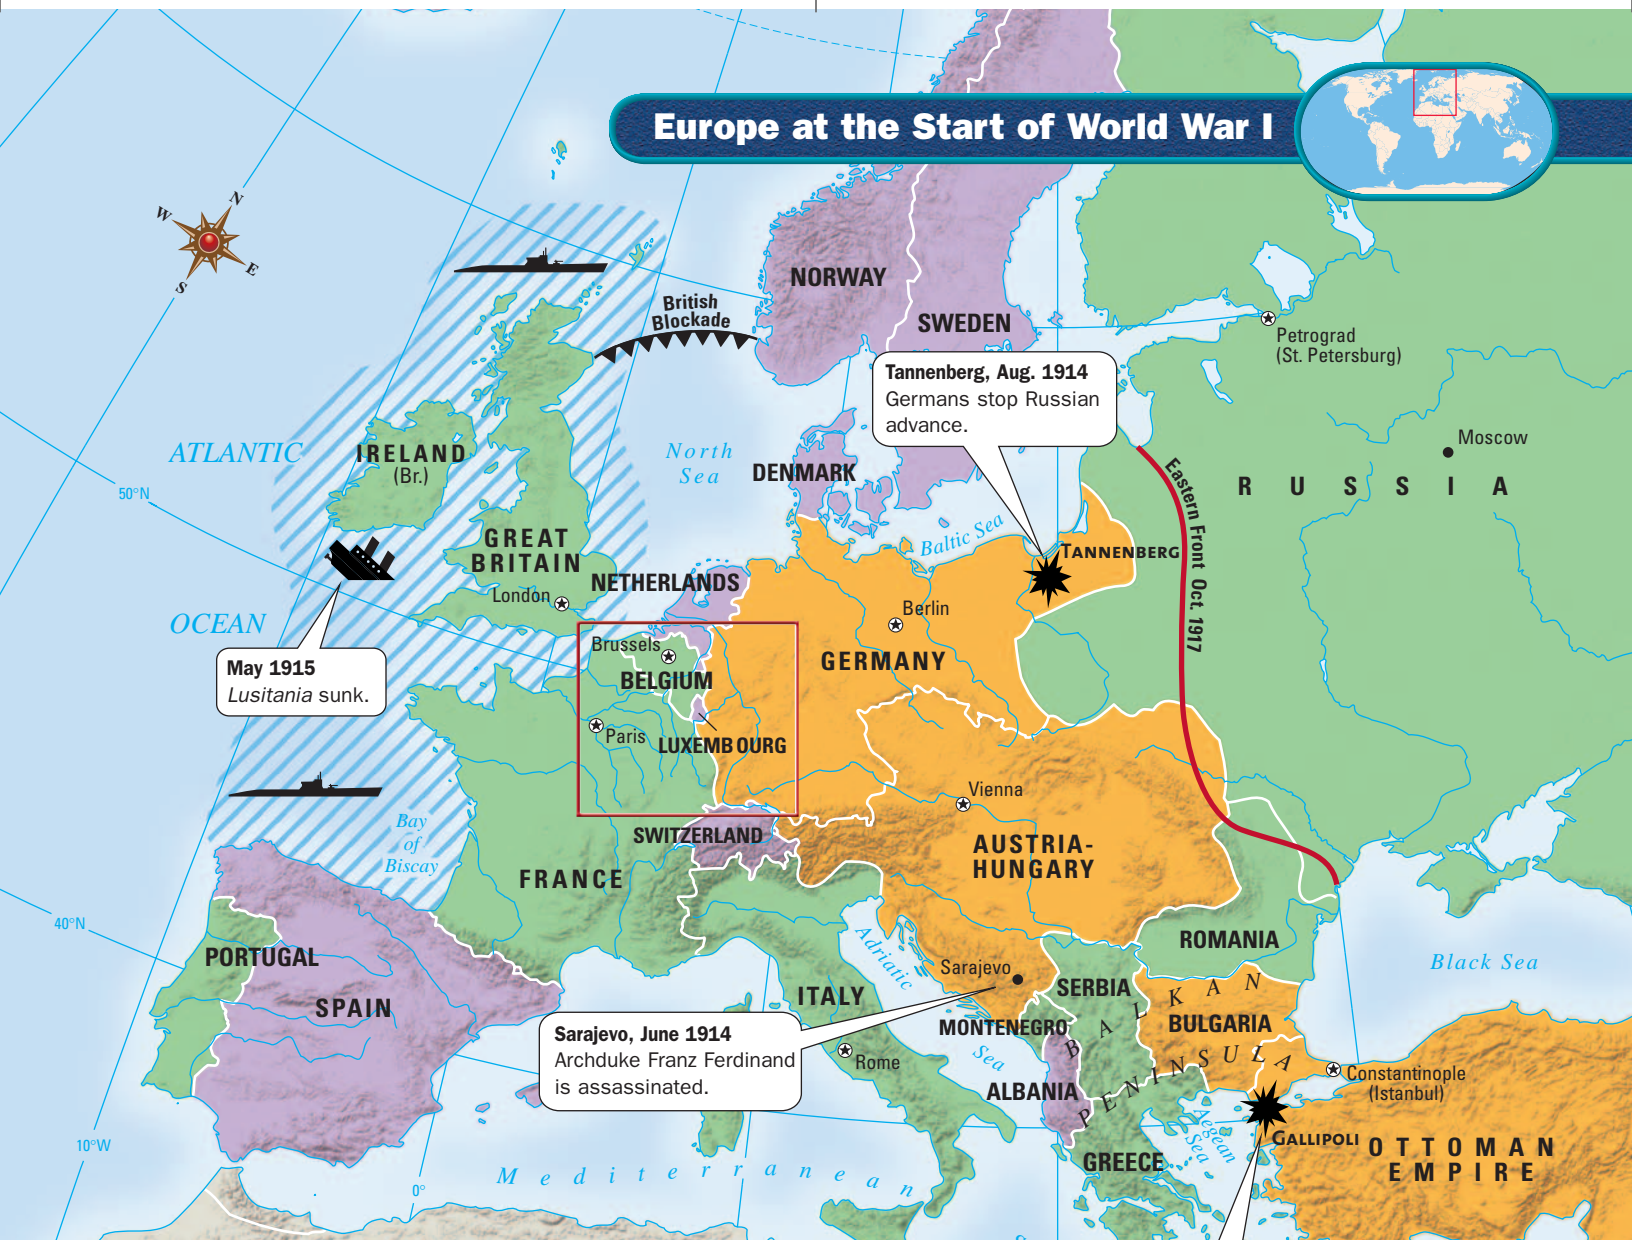 Europe at the Start of World War I
N
W
E
S
British
Blockade
NORWAY
SWEDEN
Petrograd
(St. Petersburg)
Tannenberg, Aug. 1914
Germans stop Russian
advance.
Moscow
ATLANTIC
OCEAN
IRELAND
(Br.)
North
Sea
DENMARK
RUSSIA
50°N
Eastern Front Oct. 1917
GREAT
BRITAIN
Baltic Sea
TANNENBERG
NETHERLANDS
London
Berlin
May 1915
Lusitania sunk.
Brussels
BELGIUM
GERMANY
Paris
LUXEMBOURG
Vienna
Bay
of
Biscay
SWITZERLAND
AUSTRIA-
HUNGARY
FRANCE
40°N
PORTUGAL
SPAIN
Adriatic
Sea
Sarajevo
ROMANIA
Black Sea
ITALY
SERBIA
BALKAN
PENINSULA
BULGARIA
MONTENEGRO
Sarajevo, June 1914
Archduke Franz Ferdinand
is assassinated.
Rome
ALBANIA
Constantinople
(Istanbul)
Aegean
Sea
GALLIPOLI
OTTOMAN
EMPIRE
GREECE
10°W
0°
Mediterranean